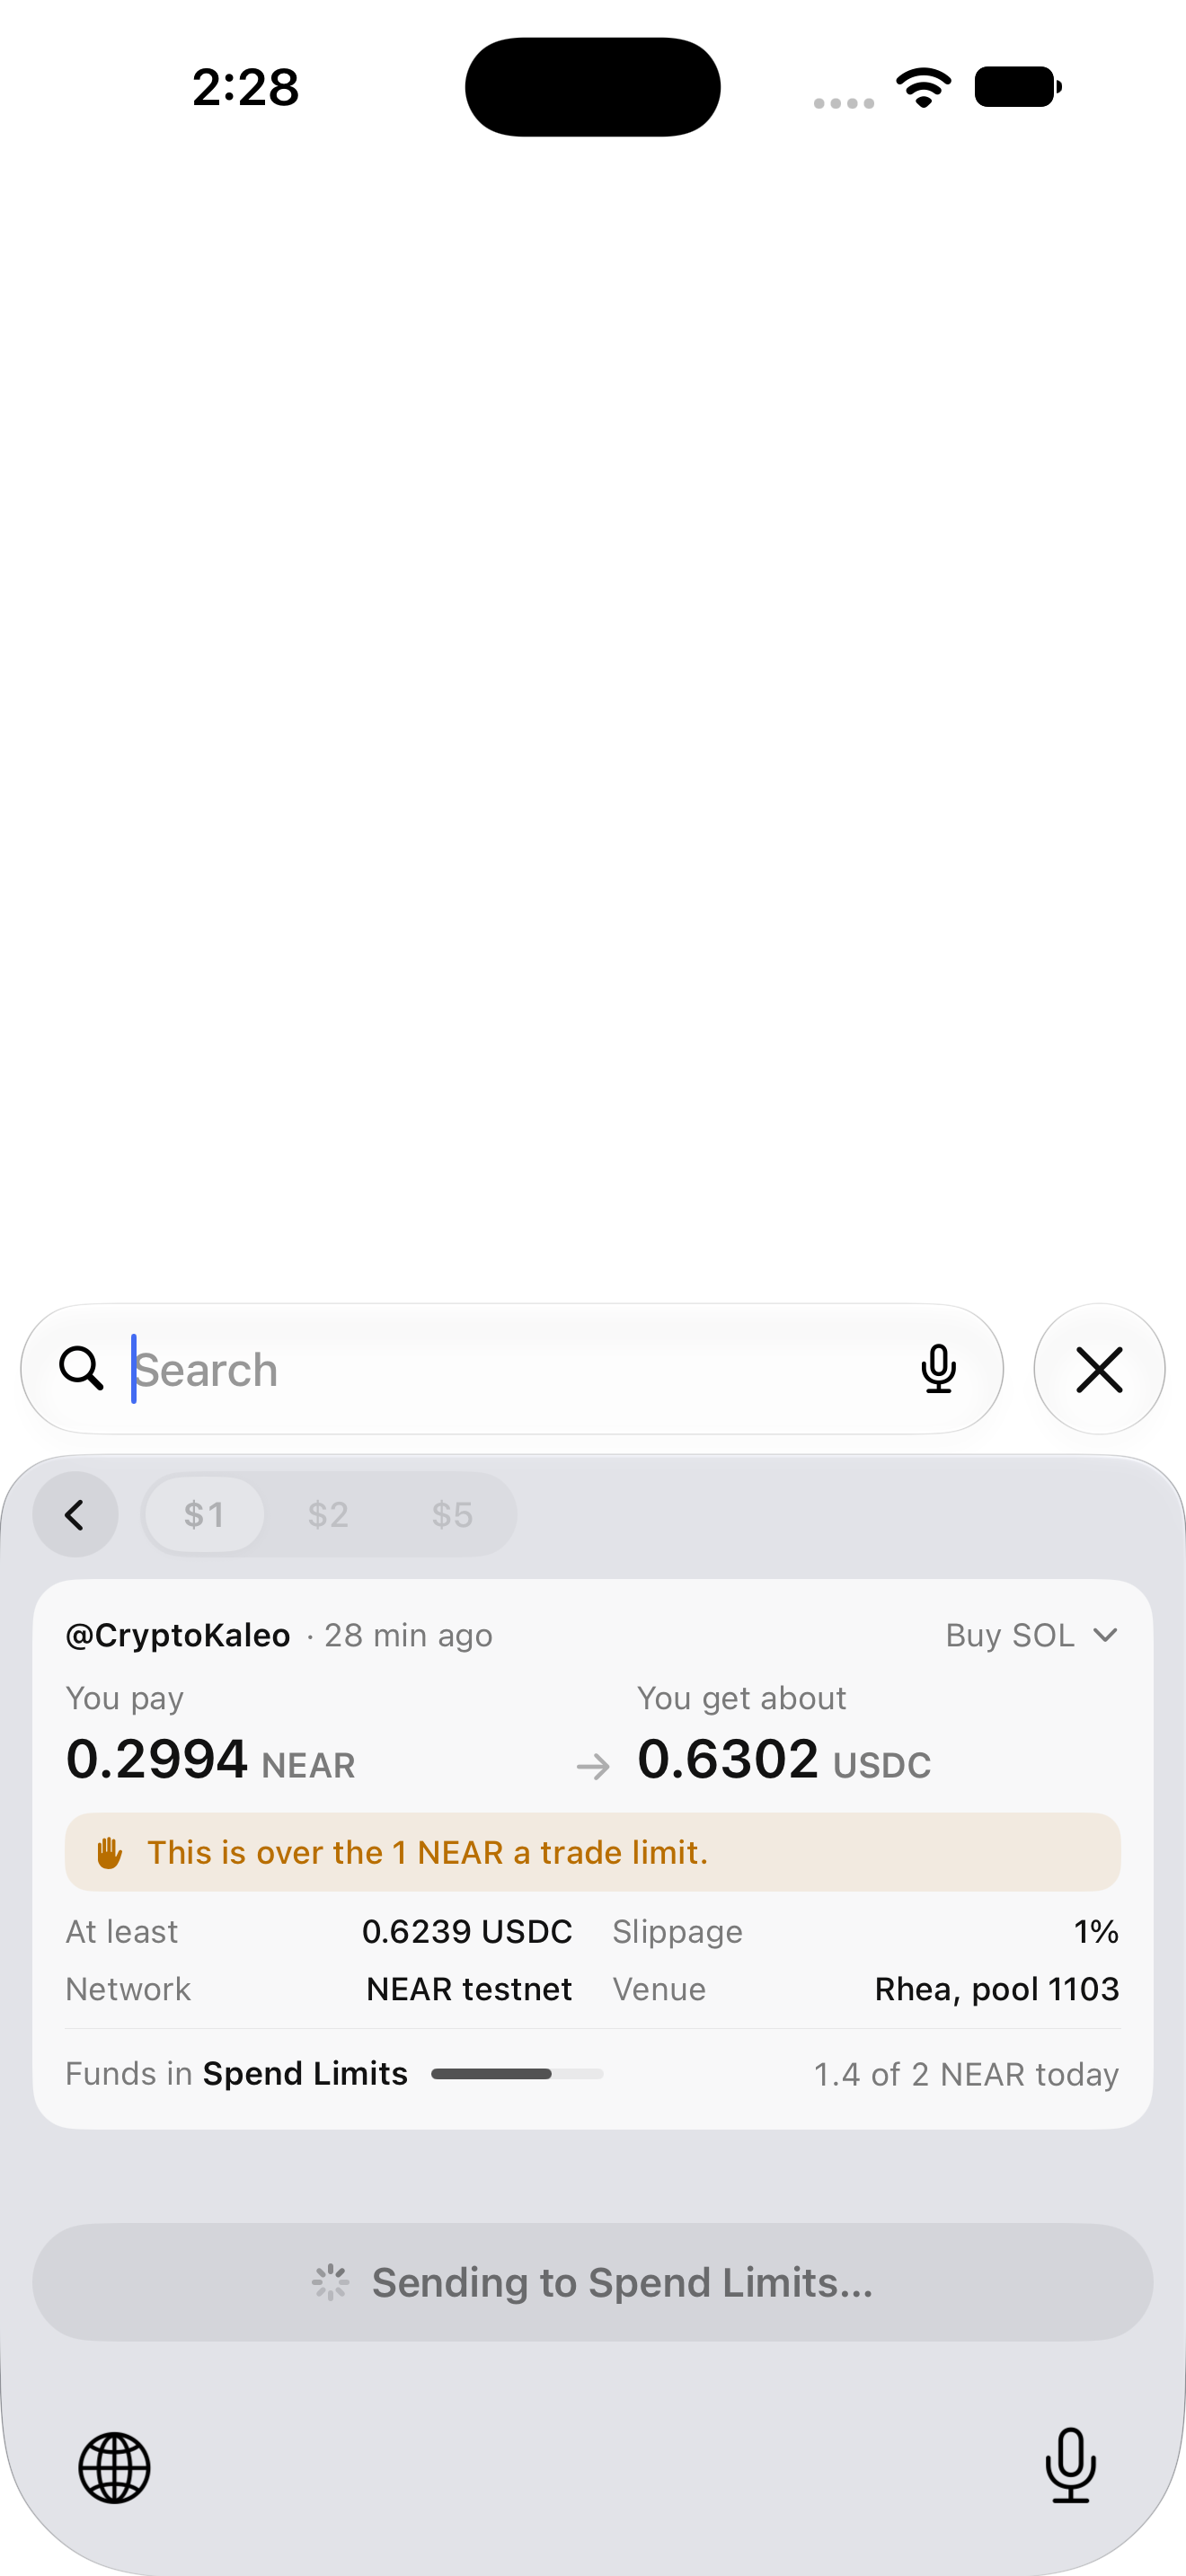 2:28
Search
$1 $2 $5
@CryptoKaleo · 28 min ago Buy SOL
You pay You get about
0.2994 NEAR → 0.6302 USDC
This is over the 1 NEAR a trade limit.
At least 0.6239 USDC Slippage 1%
Network NEAR testnet Venue Rhea, pool 1103
Funds in Spend Limits 1.4 of 2 NEAR today
Sending to Spend Limits...